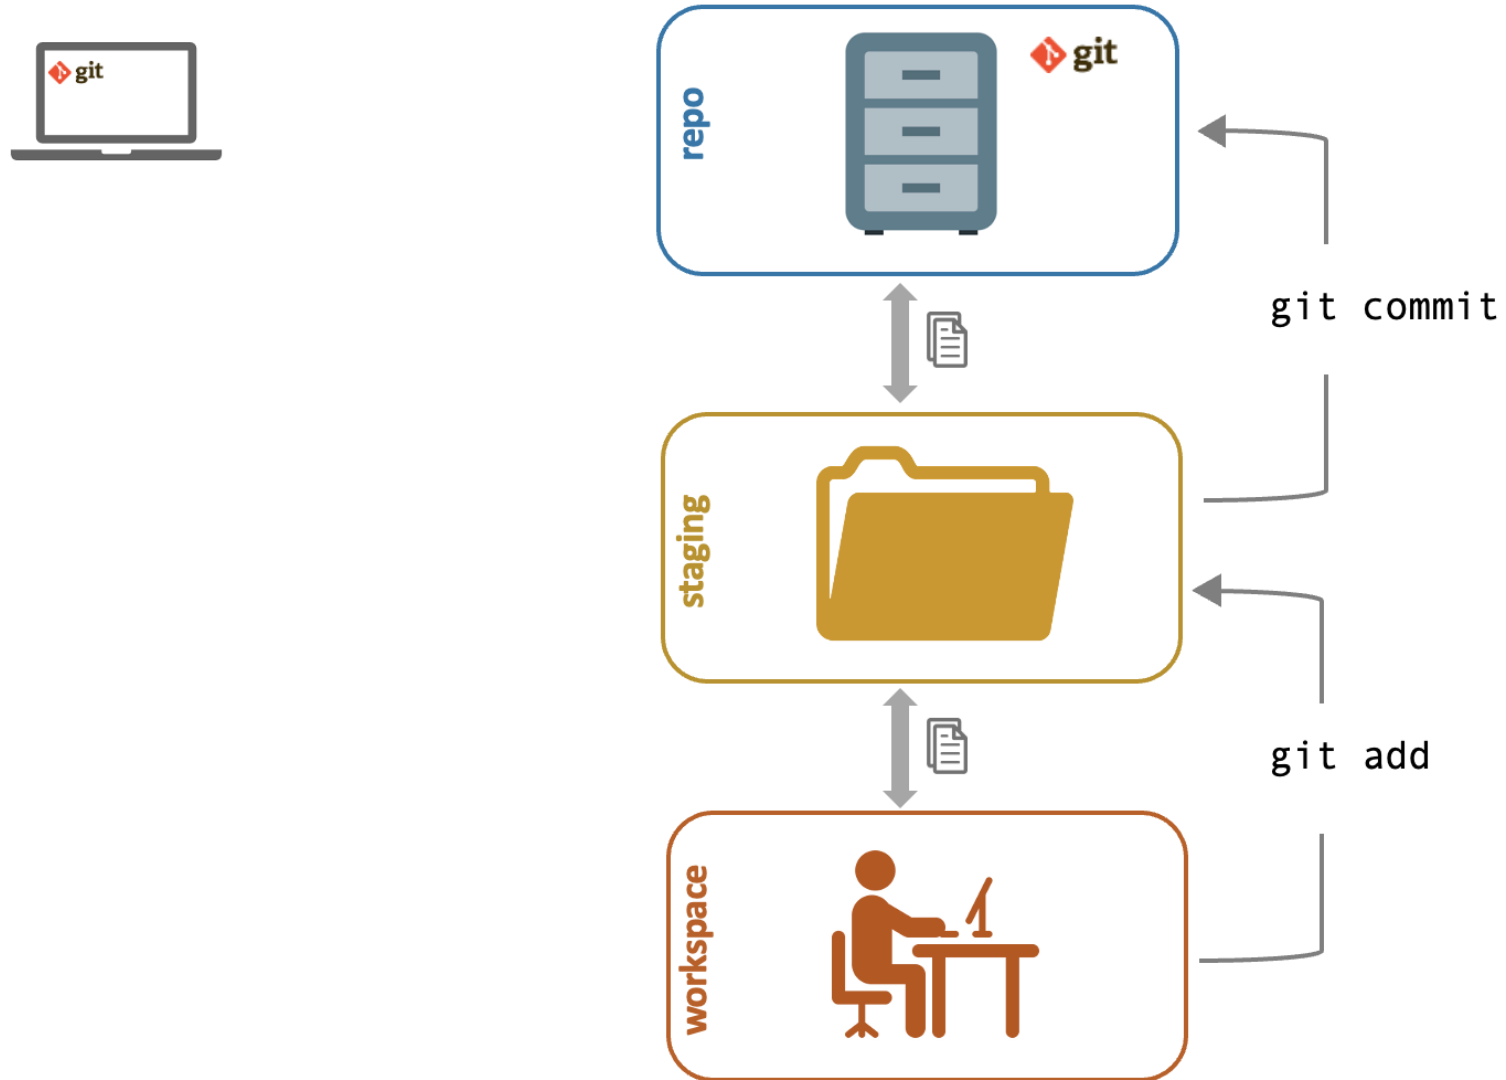 git
git
repo
git commit
staging
git add
workspace